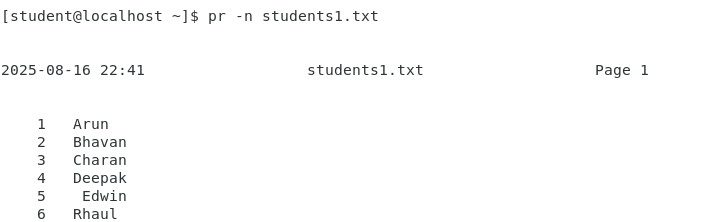 [student@localhost ~]$ pr -n students1.txt
2025-08-16 22:41 students1.txt Page 1
1 Arun
2 Bhavan
3 Charan
4 Deepak
5 Edwin
6 Rhaul